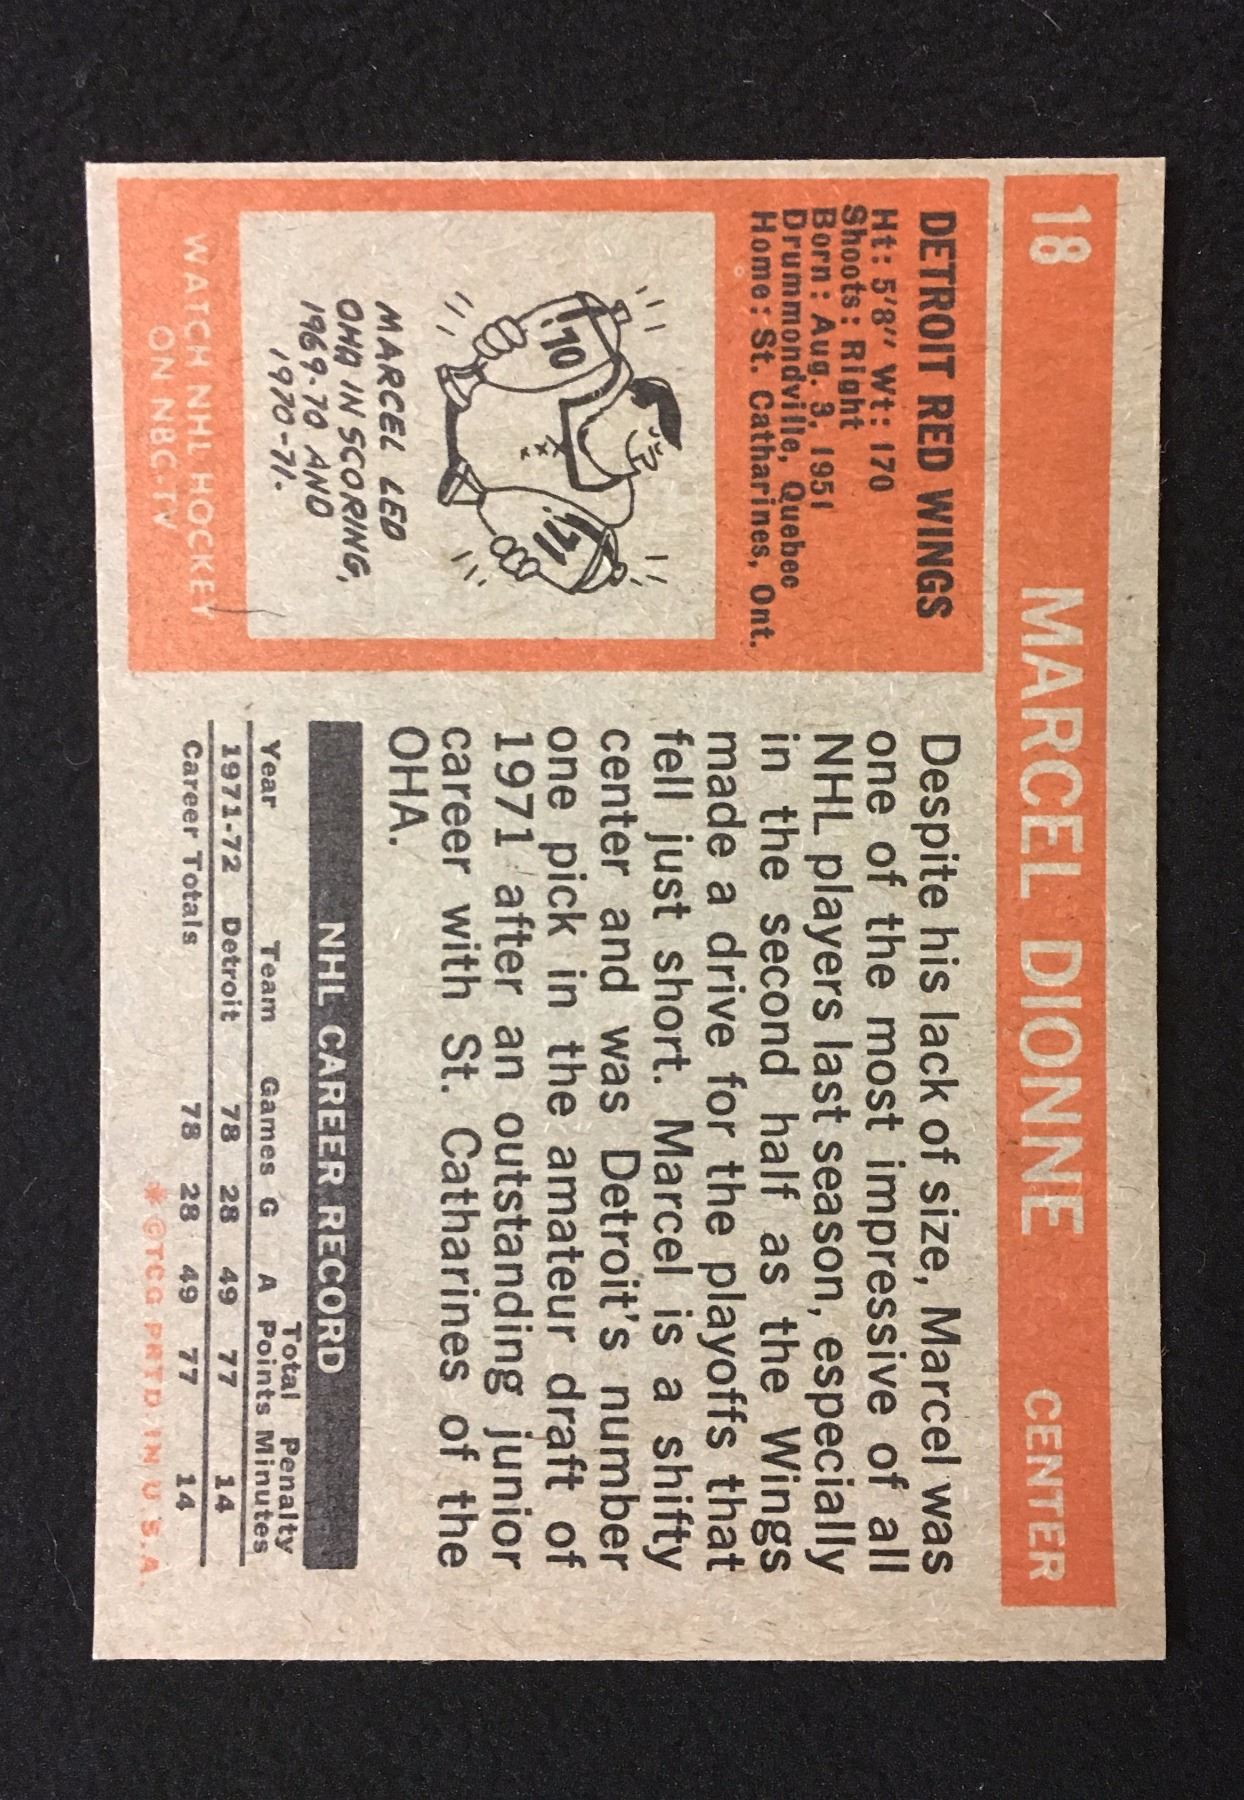 18 MARCEL DIONNE CENTER
DETROIT RED WINGS
Ht: 5'8" Wt: 170
Shoots: Right
Born: Aug. 3, 1951
Drummondville, Quebec
Home: St. Catharines, Ont.
'70
'71
MARCEL LED
OHA IN SCORING,
1969-70 AND
1970-71.
WATCH NHL HOCKEY
ON NBC-TV
Despite his lack of size, Marcel was
one of the most impressive of all
NHL players last season, especially
in the second half as the Wings
made a drive for the playoffs that
fell just short. Marcel is a shifty
center and was Detroit's number
one pick in the amateur draft of
1971 after an outstanding junior
career with St. Catharines of the
OHA.
NHL CAREER RECORD
Total Penalty
Year Team Games G A Points Minutes
1971-72 Detroit 78 28 49 77 14
Career Totals 78 28 49 77 14
*©TCG PRTD. IN U.S.A.